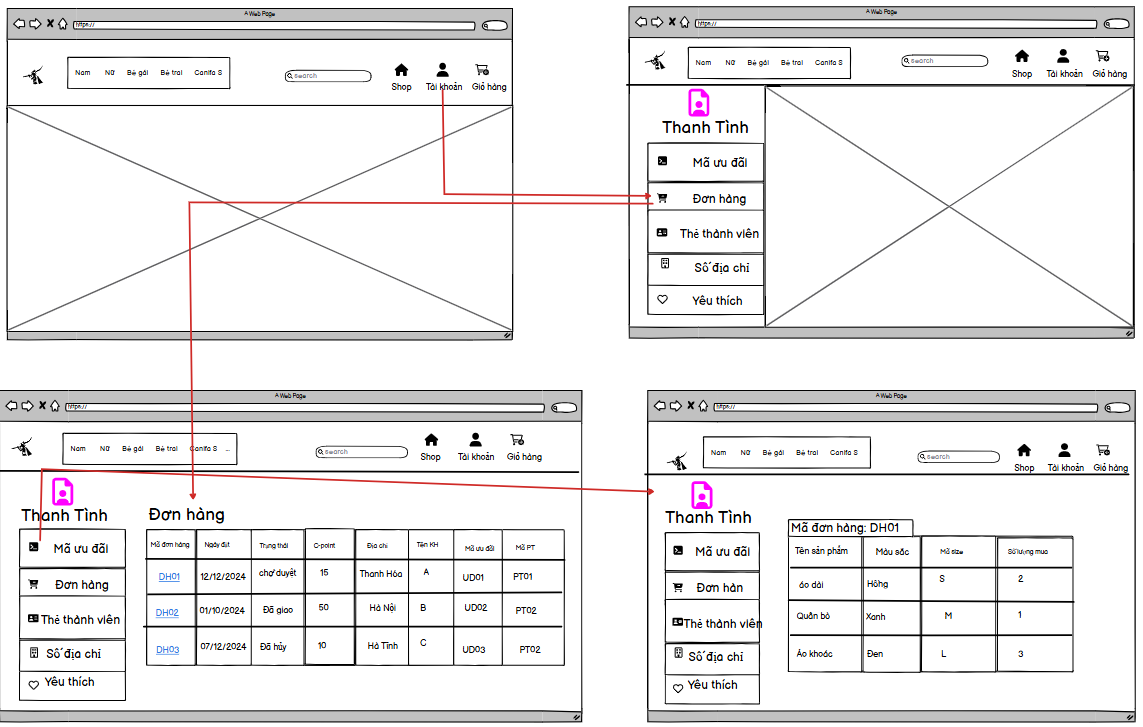 A Web Page
https://
Nam Nữ Bé gái Bé trai Canifa S
search
Shop Tài khoản Giỏ hàng
A Web Page
https://
Nam Nữ Bé gái Bé trai Canifa S
search
Shop Tài khoản Giỏ hàng
Thanh Tình
Mã ưu đãi
Đơn hàng
Thẻ thành viên
Số địa chỉ
Yêu thích
A Web Page
https://
Nam Nữ Bé gái Bé trai Canifa S ...
search
Shop Tài khoản Giỏ hàng
Thanh Tình
Mã ưu đãi
Đơn hàng
Thẻ thành viên
Số địa chỉ
Yêu thích
Đơn hàng
Mã đơn hàng Ngày đặt Trạng thái C-point Địa chỉ Tên KH Mã ưu đãi Mã PT
DH01 12/12/2024 chợ duyệt 15 Thanh Hóa A UD01 PT01
DH02 01/10/2024 Đã giao 50 Hà Nội B UD02 PT02
DH03 07/12/2024 Đã hủy 10 Hà Tĩnh C UD03 PT02
A Web Page
https://
Nam Nữ Bé gái Bé trai Canifa S
search
Shop Tài khoản Giỏ hàng
Thanh Tình
Mã ưu đãi
Đơn hàn
Thẻ thành viên
Số địa chỉ
Yêu thích
Mã đơn hàng: DH01
Tên sản phẩm Màu sắc Mã size Số lượng mua
áo dài Hồng S 2
Quần bò Xanh M 1
Áo khoác Đen L 3